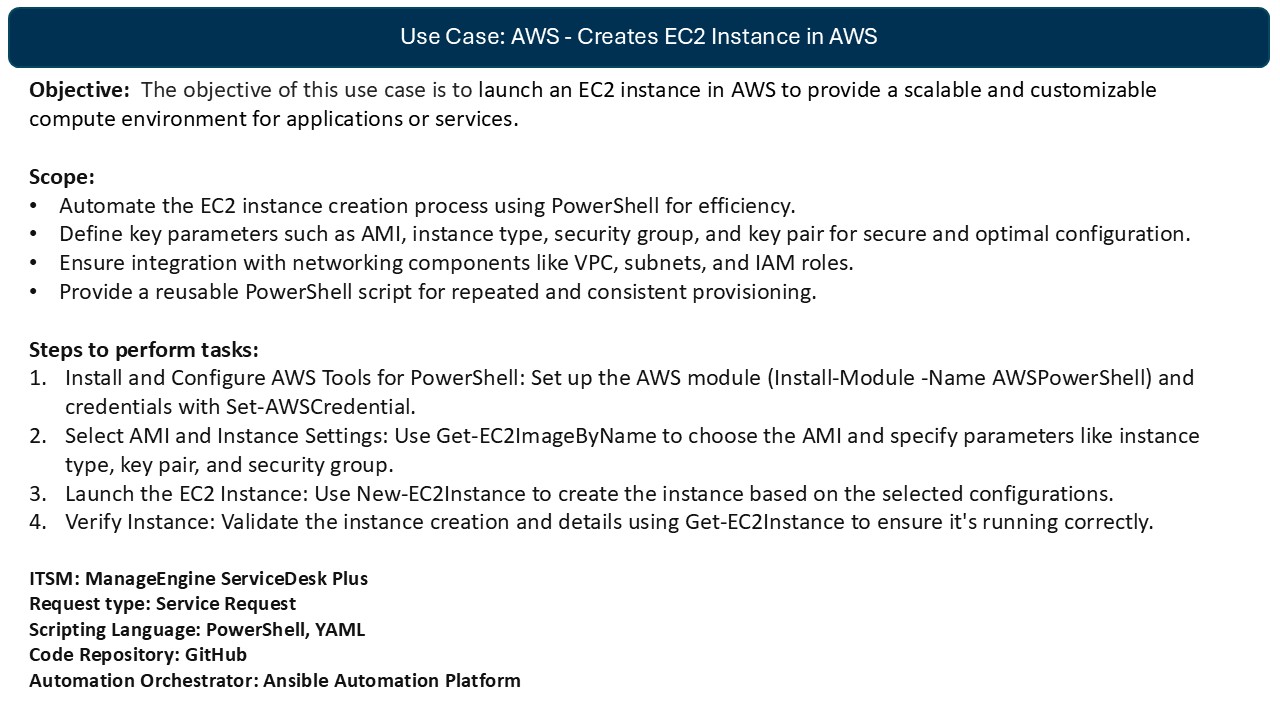 Use Case: AWS - Creates EC2 Instance in AWS
Objective: The objective of this use case is to launch an EC2 instance in AWS to provide a scalable and customizable
compute environment for applications or services.
Scope:
• Automate the EC2 instance creation process using PowerShell for efficiency.
• Define key parameters such as AMI, instance type, security group, and key pair for secure and optimal configuration.
• Ensure integration with networking components like VPC, subnets, and IAM roles.
• Provide a reusable PowerShell script for repeated and consistent provisioning.
Steps to perform tasks:
1. Install and Configure AWS Tools for PowerShell: Set up the AWS module (Install-Module -Name AWSPowerShell) and
credentials with Set-AWSCredential.
2. Select AMI and Instance Settings: Use Get-EC2ImageByName to choose the AMI and specify parameters like instance
type, key pair, and security group.
3. Launch the EC2 Instance: Use New-EC2Instance to create the instance based on the selected configurations.
4. Verify Instance: Validate the instance creation and details using Get-EC2Instance to ensure it's running correctly.
ITSM: ManageEngine ServiceDesk Plus
Request type: Service Request
Scripting Language: PowerShell, YAML
Code Repository: GitHub
Automation Orchestrator: Ansible Automation Platform